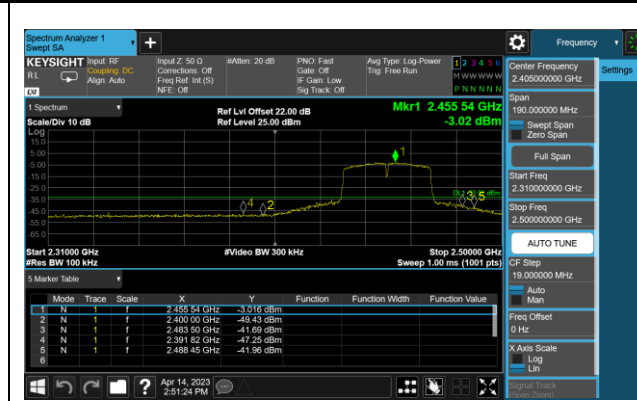 Spectrum Analyzer 1
Swept SA
Frequency
KEYSIGHT
RL
LXI
Input: RF
Coupling: DC
Align: Auto
Input Z: 50 Ω
Corrections: Off
Freq Ref: Int (S)
NFE: Off
#Atten: 20 dB
PNO: Fast
Gate: Off
IF Gain: Low
Sig Track: Off
Avg Type: Log-Power
Trig: Free Run
1 2 3 4 5 6
M W W W W W
P N N N N N
1 Spectrum
Scale/Div 10 dB
Ref Lvl Offset 22.00 dB
Ref Level 25.00 dBm
Mkr1 2.455 54 GHz
-3.02 dBm
Log
15.0
5.00
-5.00
-15.0
-25.0
-35.0
-45.0
-55.0
-65.0
1
4
2
3
5
Start 2.31000 GHz
#Res BW 100 kHz
#Video BW 300 kHz
Stop 2.50000 GHz
Sweep 1.00 ms (1001 pts)
5 Marker Table
Mode Trace Scale X Y Function Function Width Function Value
1 N 1 f 2.455 54 GHz -3.016 dBm
2 N 1 f 2.400 00 GHz -49.43 dBm
3 N 1 f 2.483 50 GHz -41.69 dBm
4 N 1 f 2.391 82 GHz -47.25 dBm
5 N 1 f 2.488 45 GHz -41.96 dBm
6
Apr 14, 2023
2:51:24 PM
Center Frequency
2.405000000 GHz
Settings
Span
190.000000 MHz
Swept Span
Zero Span
Full Span
Start Freq
2.310000000 GHz
Stop Freq
2.500000000 GHz
AUTO TUNE
CF Step
19.000000 MHz
Auto
Man
Freq Offset
0 Hz
X Axis Scale
Log
Lin
Signal Track
(Span Zoom)